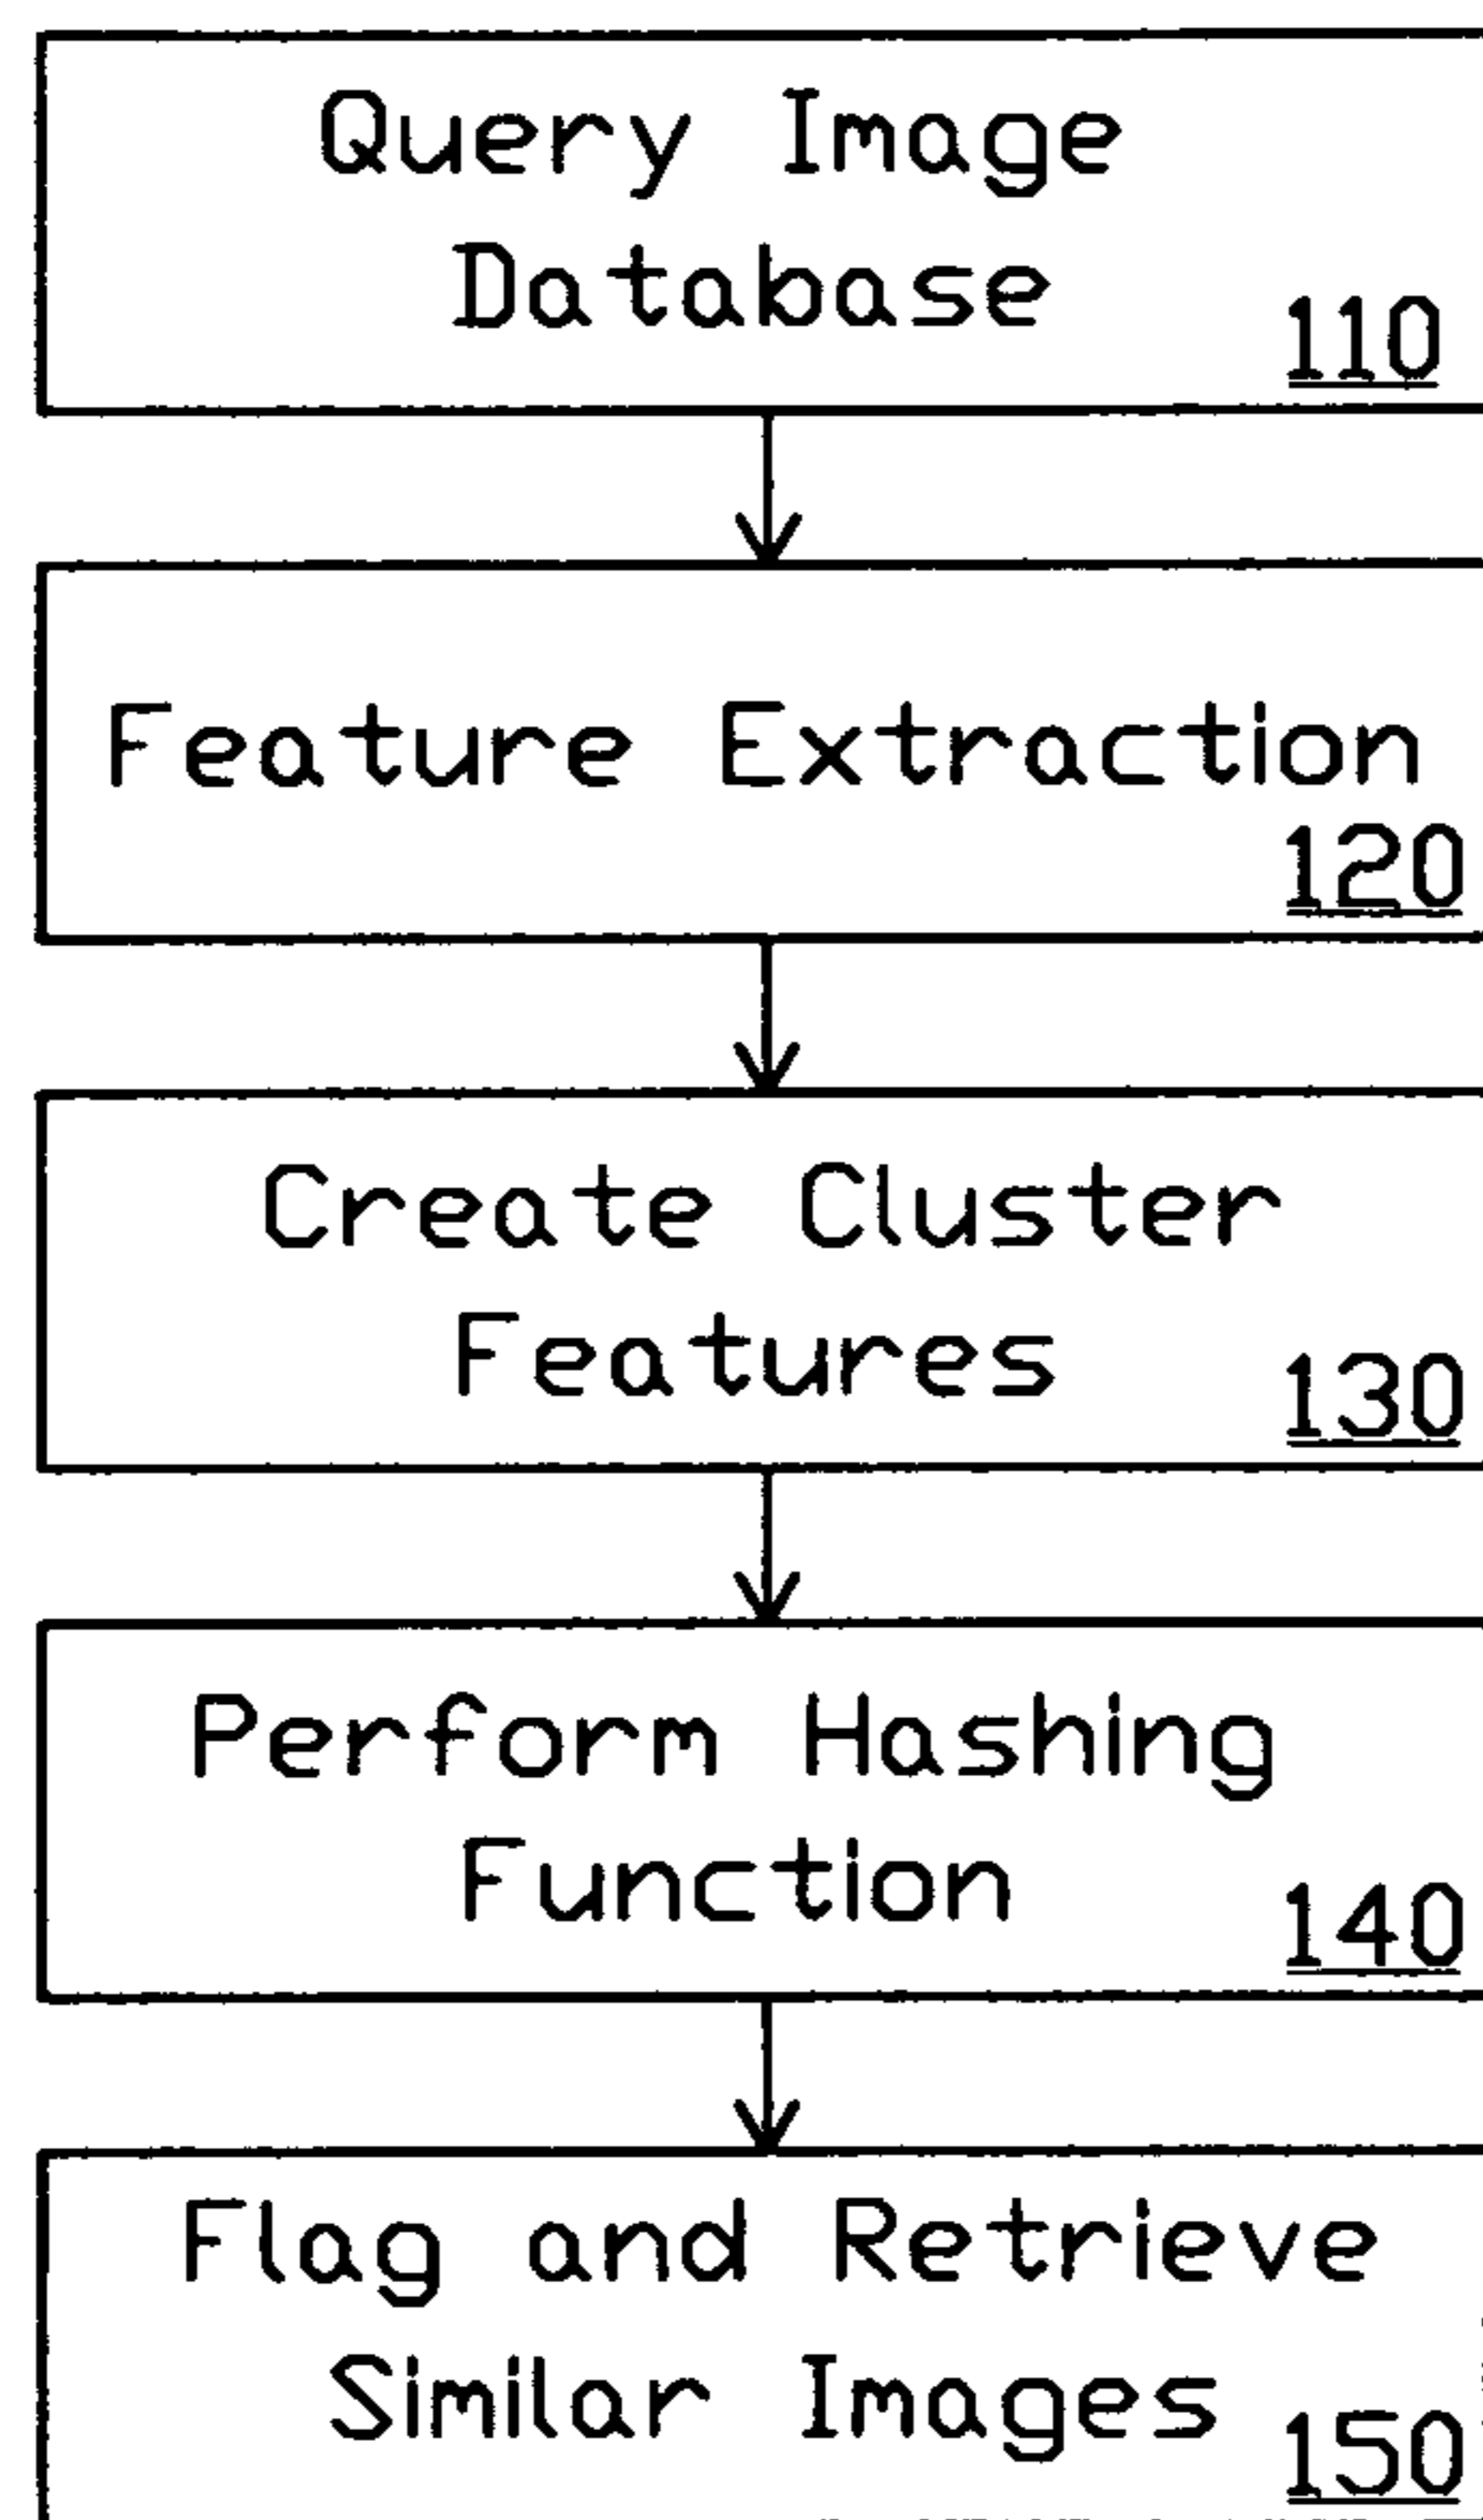 Query Image
Database
110
Feature Extraction
120
Create Cluster
Features
130
Perform Hashing
Function
140
Flag and Retrieve
Similar Images
150